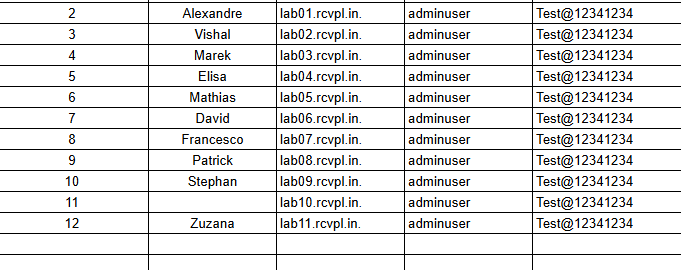 2 Alexandre lab01.rcvpl.in. adminuser Test@12341234
3 Vishal lab02.rcvpl.in. adminuser Test@12341234
4 Marek lab03.rcvpl.in. adminuser Test@12341234
5 Elisa lab04.rcvpl.in. adminuser Test@12341234
6 Mathias lab05.rcvpl.in. adminuser Test@12341234
7 David lab06.rcvpl.in. adminuser Test@12341234
8 Francesco lab07.rcvpl.in. adminuser Test@12341234
9 Patrick lab08.rcvpl.in. adminuser Test@12341234
10 Stephan lab09.rcvpl.in. adminuser Test@12341234
11 lab10.rcvpl.in. adminuser Test@12341234
12 Zuzana lab11.rcvpl.in. adminuser Test@12341234